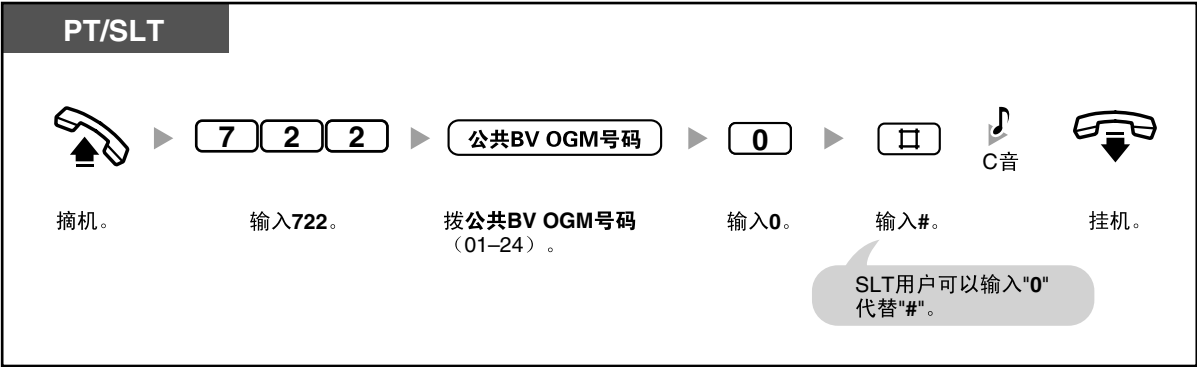 PT/SLT
7 2 2
公共BV OGM号码
0
C音
摘机。
输入722。
拨公共BV OGM号码
（01–24）。
输入0。
输入#。
挂机。
SLT用户可以输入"0"
代替"#"。